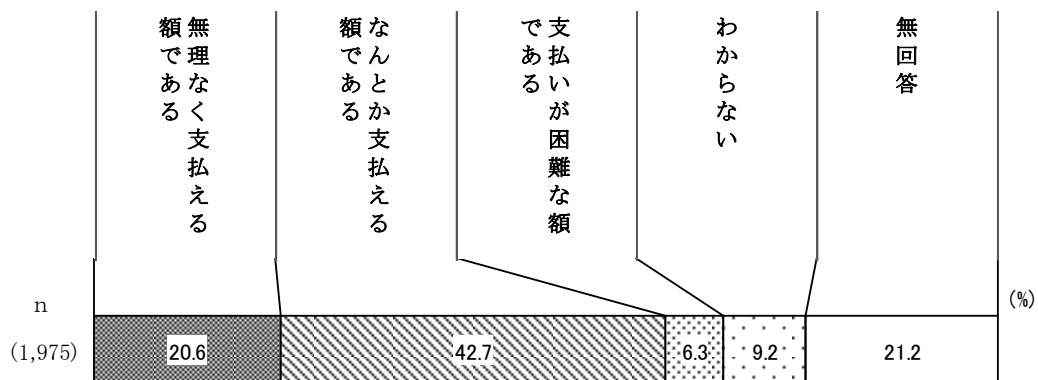 無理なく支払える
額である
なんとか支払える
額である
支払いが困難な額
である
わからない
無回答
(%)
n
(1,975)
20.6
42.7
6.3
9.2
21.2